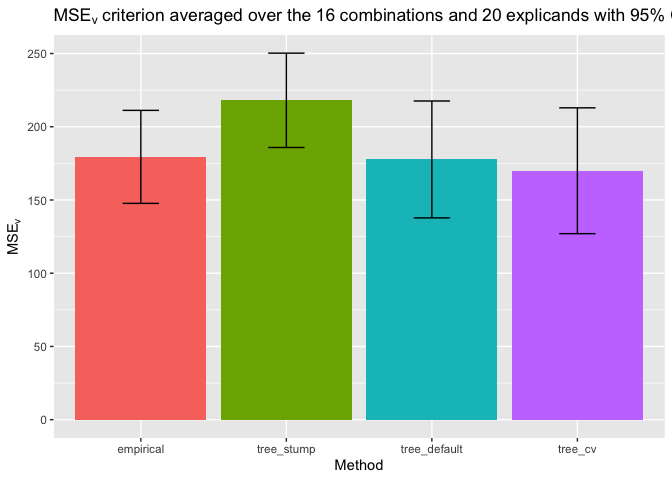 MSEv criterion averaged over the 16 combinations and 20 explicands with 95%
MSEv
250
200
150
100
50
0
empirical tree_stump tree_default tree_cv
Method